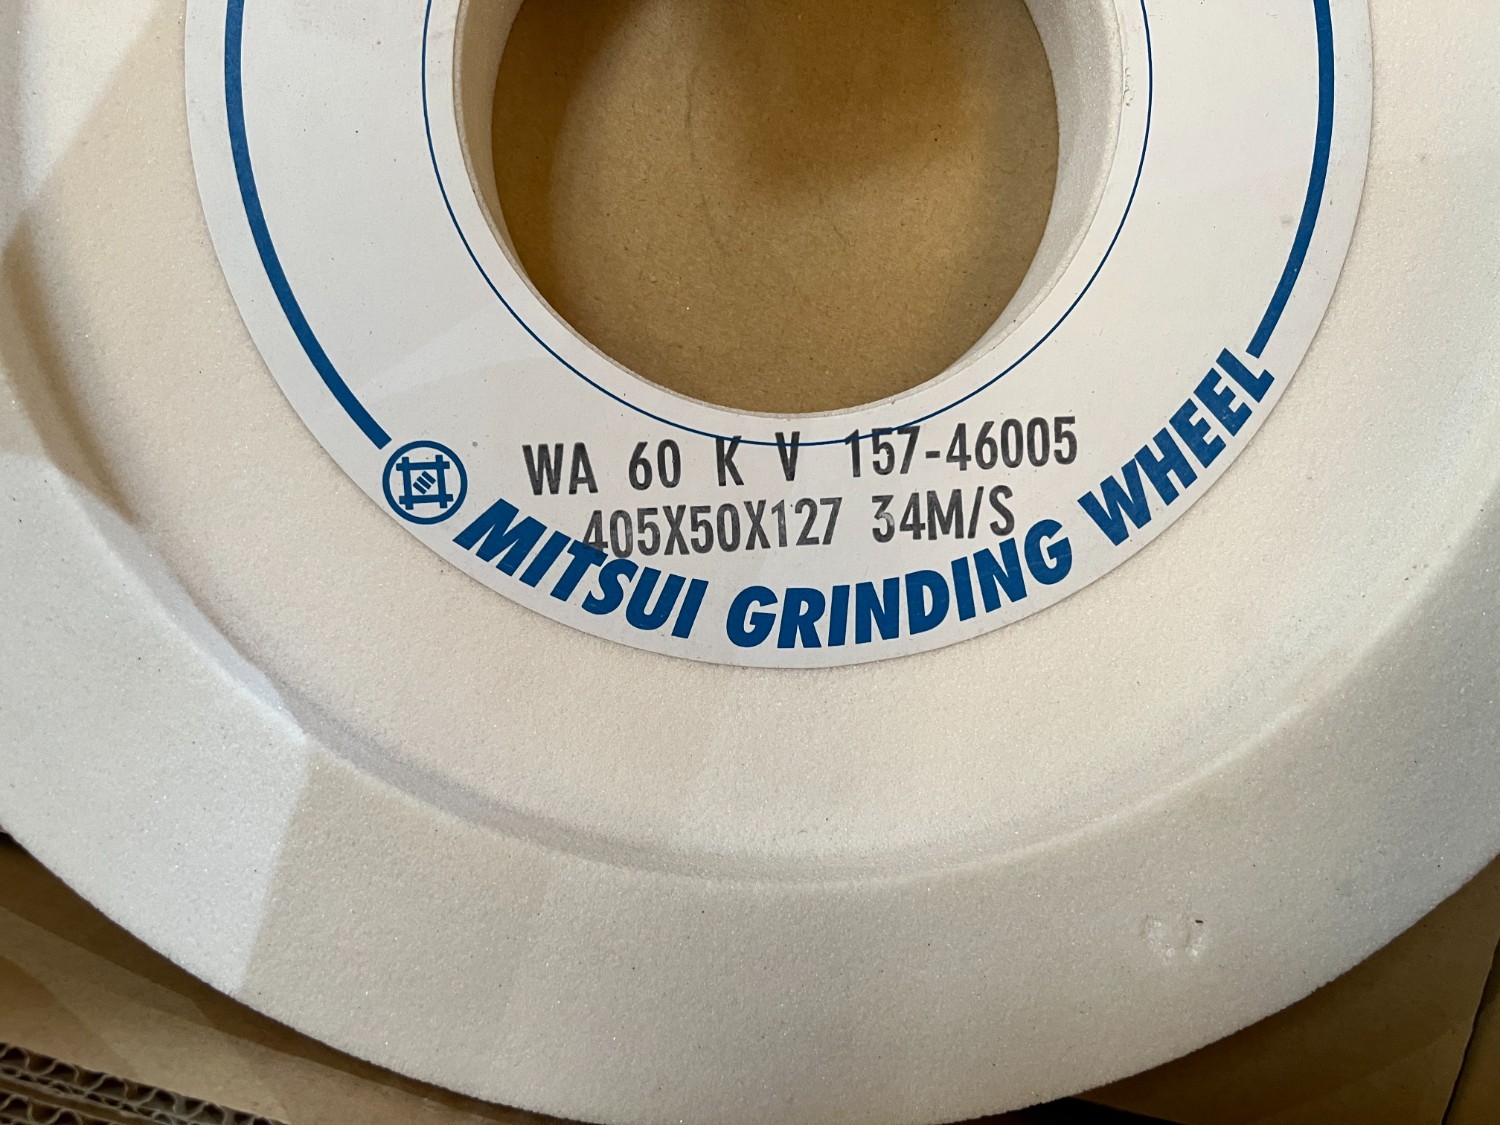 WA 60 K V 157-46005
405X50X127 34M/S
MITSUI GRINDING WHEEL